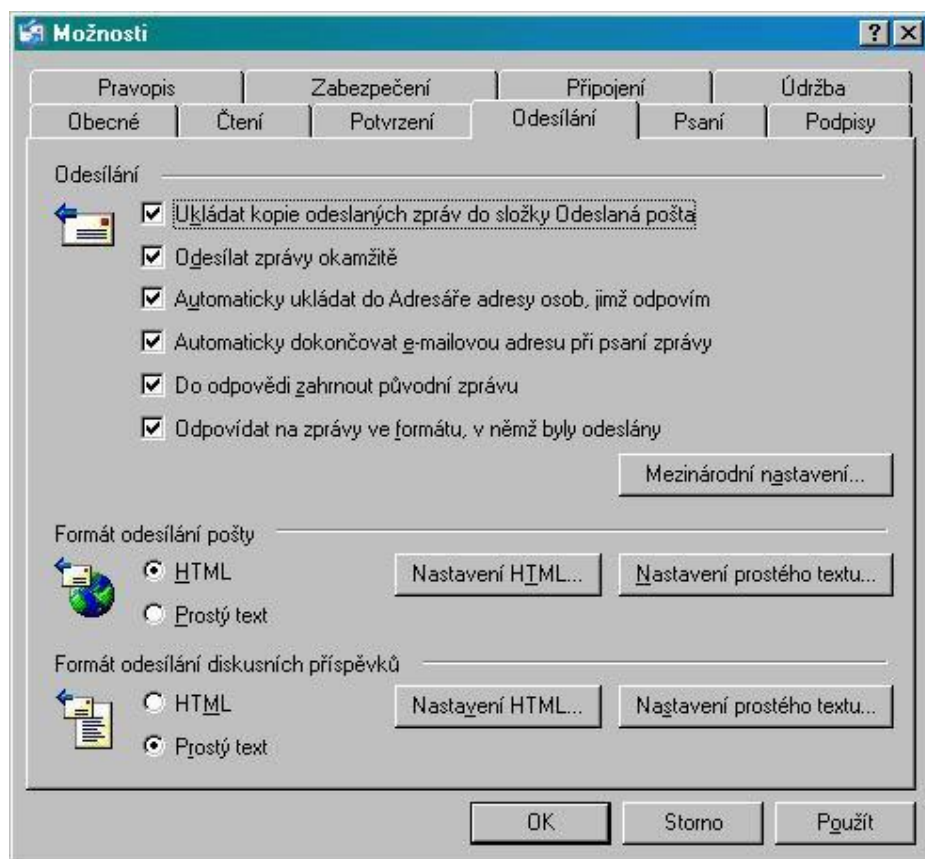 Možnosti
Pravopis Zabezpečení Připojení Údržba
Obecné Čtení Potvrzení Odesílání Psaní Podpisy
Odesílání
Ukládat kopie odeslaných zpráv do složky Odeslaná pošta
Odesílat zprávy okamžitě
Automaticky ukládat do Adresáře adresy osob, jimž odpovím
Automaticky dokončovat e-mailovou adresu při psaní zprávy
Do odpovědi zahrnout původní zprávu
Odpovídat na zprávy ve formátu, v němž byly odeslány
Mezinárodní nastavení...
Formát odesílání pošty
HTML Nastavení HTML... Nastavení prostého textu...
Prostý text
Formát odesílání diskusních příspěvků
HTML Nastavení HTML... Nastavení prostého textu...
Prostý text
OK Storno Použít